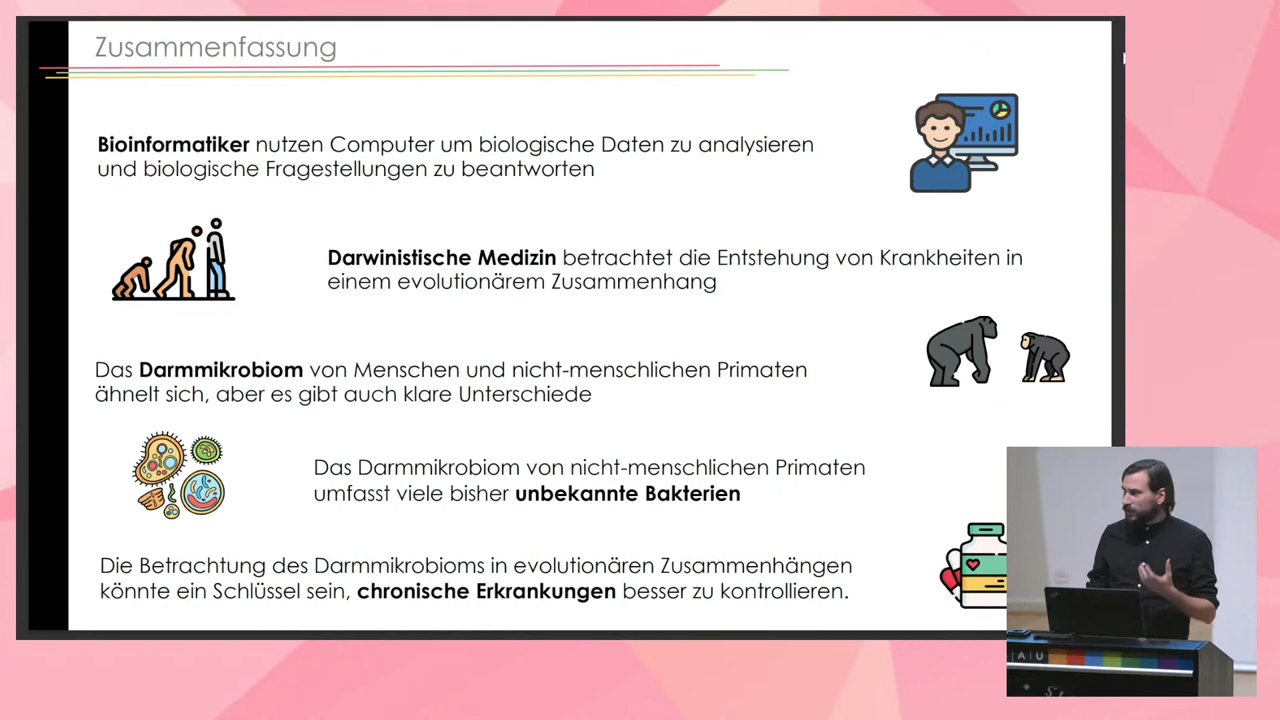 Zusammenfassung
Bioinformatiker nutzen Computer um biologische Daten zu analysieren
und biologische Fragestellungen zu beantworten
Darwinistische Medizin betrachtet die Entstehung von Krankheiten in
einem evolutionärem Zusammenhang
Das Darmmikrobiom von Menschen und nicht-menschlichen Primaten
ähnelt sich, aber es gibt auch klare Unterschiede
Das Darmmikrobiom von nicht-menschlichen Primaten
umfasst viele bisher unbekannte Bakterien
Die Betrachtung des Darmmikrobioms in evolutionären Zusammenhängen
könnte ein Schlüssel sein, chronische Erkrankungen besser zu kontrollieren.
|A|U